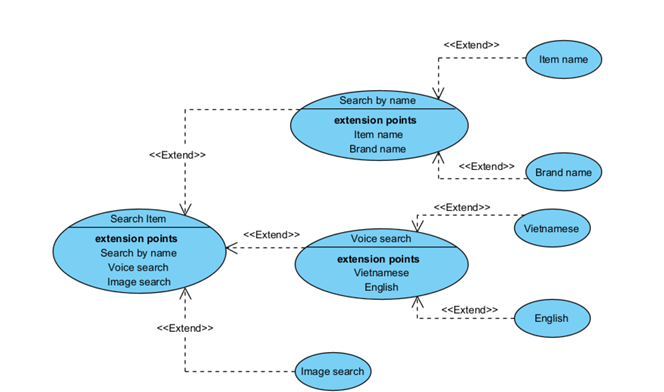 <<Extend>>
Item name
Search by name
extension points
Item name
Brand name
<<Extend>>
<<Extend>>
Brand name
<<Extend>>
Vietnamese
Search Item
extension points
Search by name
Voice search
Image search
<<Extend>>
Voice search
extension points
Vietnamese
English
<<Extend>>
English
<<Extend>>
Image search